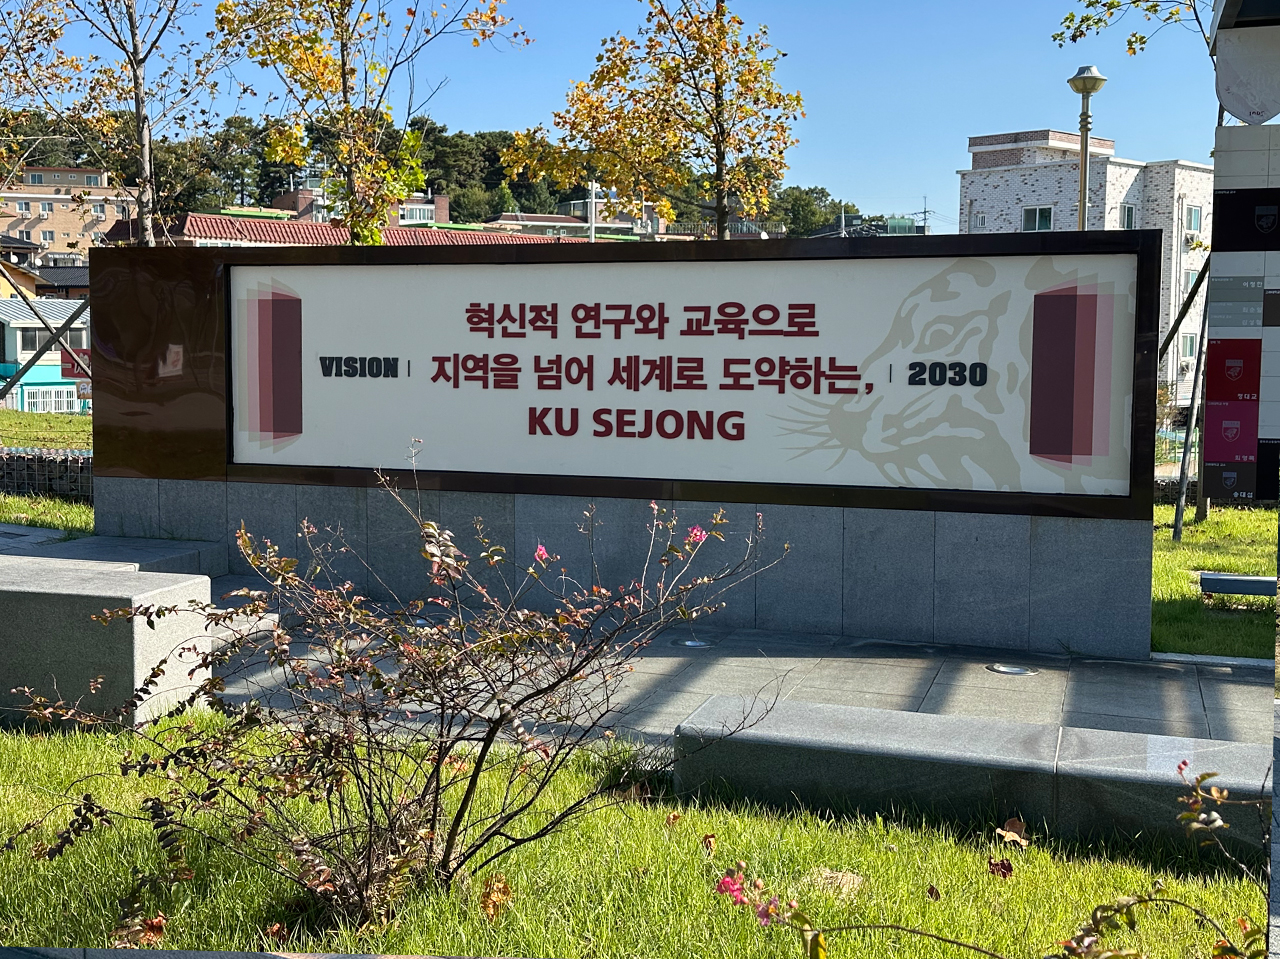 혁신적 연구와 교육으로
VISION | 지역을 넘어 세계로 도약하는, | 2030
KU SEJONG